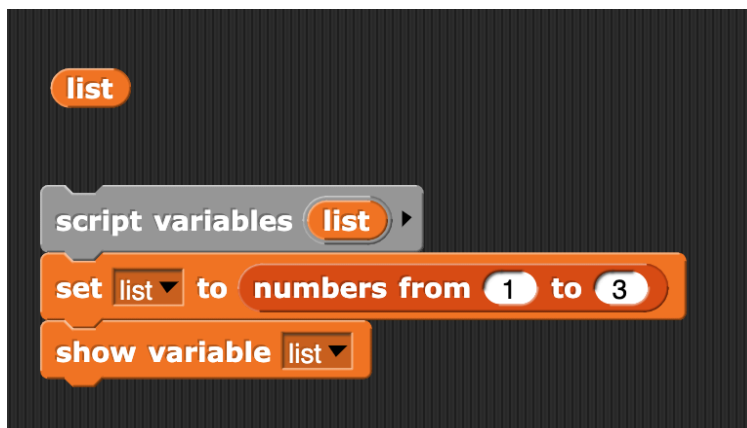 list
script variables list
set list to numbers from 1 to 3
show variable list